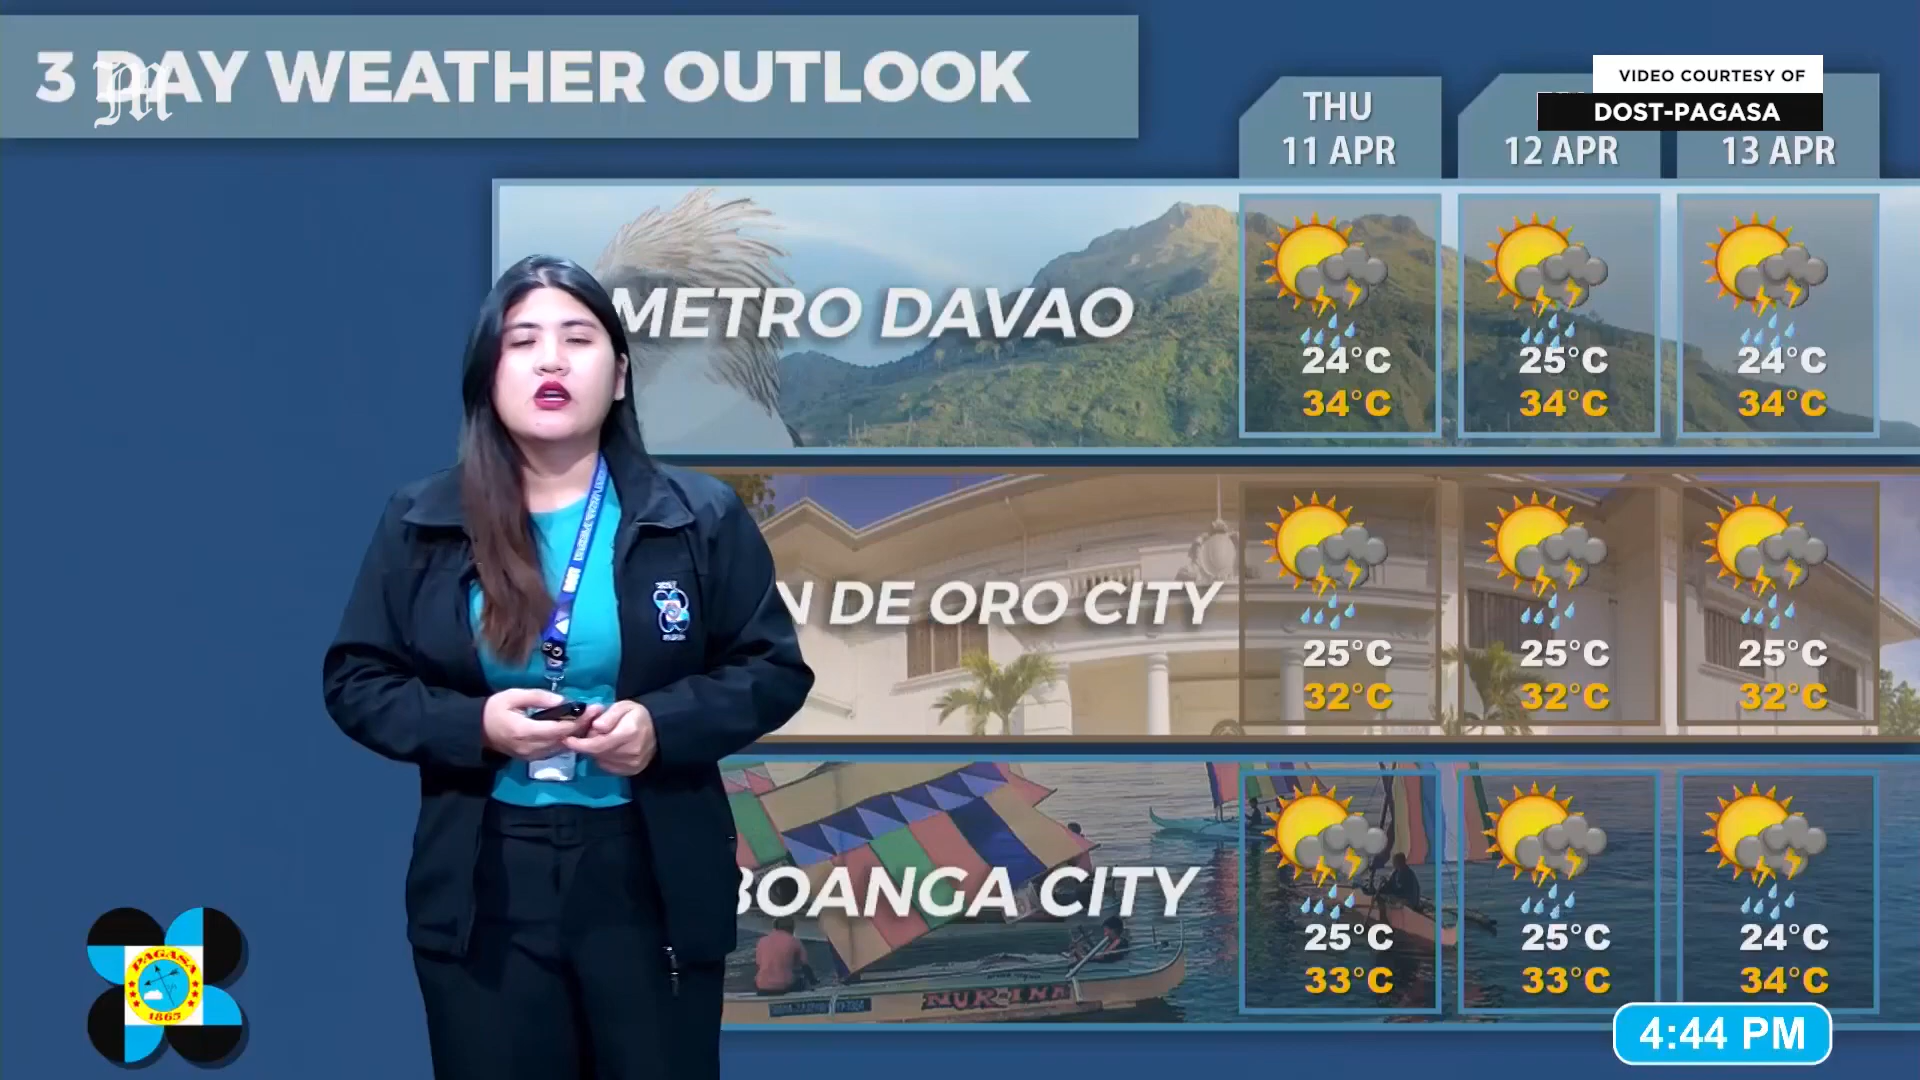 3 DAY WEATHER OUTLOOK
M
VIDEO COURTESY OF
DOST-PAGASA
THU
11 APR
12 APR
13 APR
METRO DAVAO
24°C
34°C
25°C
34°C
24°C
34°C
N DE ORO CITY
25°C
32°C
25°C
32°C
25°C
32°C
BOANGA CITY
25°C
33°C
25°C
33°C
24°C
34°C
PAGASA
1865
4:44 PM